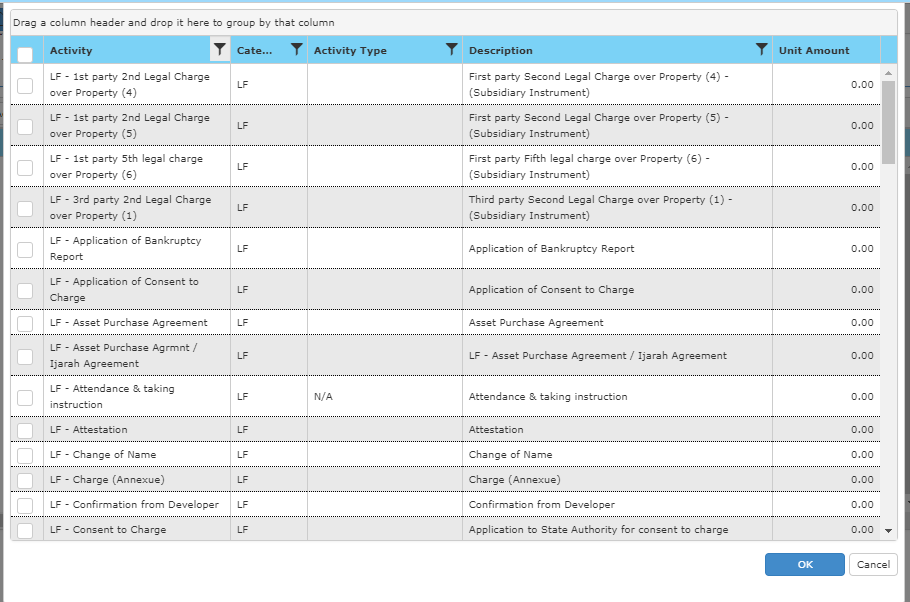 Drag a column header and drop it here to group by that column
Activity Cate... Activity Type Description Unit Amount
LF - 1st party 2nd Legal Charge over Property (4) LF First party Second Legal Charge over Property (4) - (Subsidiary Instrument) 0.00
LF - 1st party 2nd Legal Charge over Property (5) LF First party Second Legal Charge over Property (5) - (Subsidiary Instrument) 0.00
LF - 1st party 5th legal charge over Property (6) LF First party Fifth legal charge over Property (6) - (Subsidiary Instrument) 0.00
LF - 3rd party 2nd Legal Charge over Property (1) LF Third party Second Legal Charge over Property (1) - (Subsidiary Instrument) 0.00
LF - Application of Bankruptcy Report LF Application of Bankruptcy Report 0.00
LF - Application of Consent to Charge LF Application of Consent to Charge 0.00
LF - Asset Purchase Agreement LF Asset Purchase Agreement 0.00
LF - Asset Purchase Agrmnt / Ijarah Agreement LF LF - Asset Purchase Agreement / Ijarah Agreement 0.00
LF - Attendance & taking instruction LF N/A Attendance & taking instruction 0.00
LF - Attestation LF Attestation 0.00
LF - Change of Name LF Change of Name 0.00
LF - Charge (Annexue) LF Charge (Annexue) 0.00
LF - Confirmation from Developer LF Confirmation from Developer 0.00
LF - Consent to Charge LF Application to State Authority for consent to charge 0.00
OK Cancel